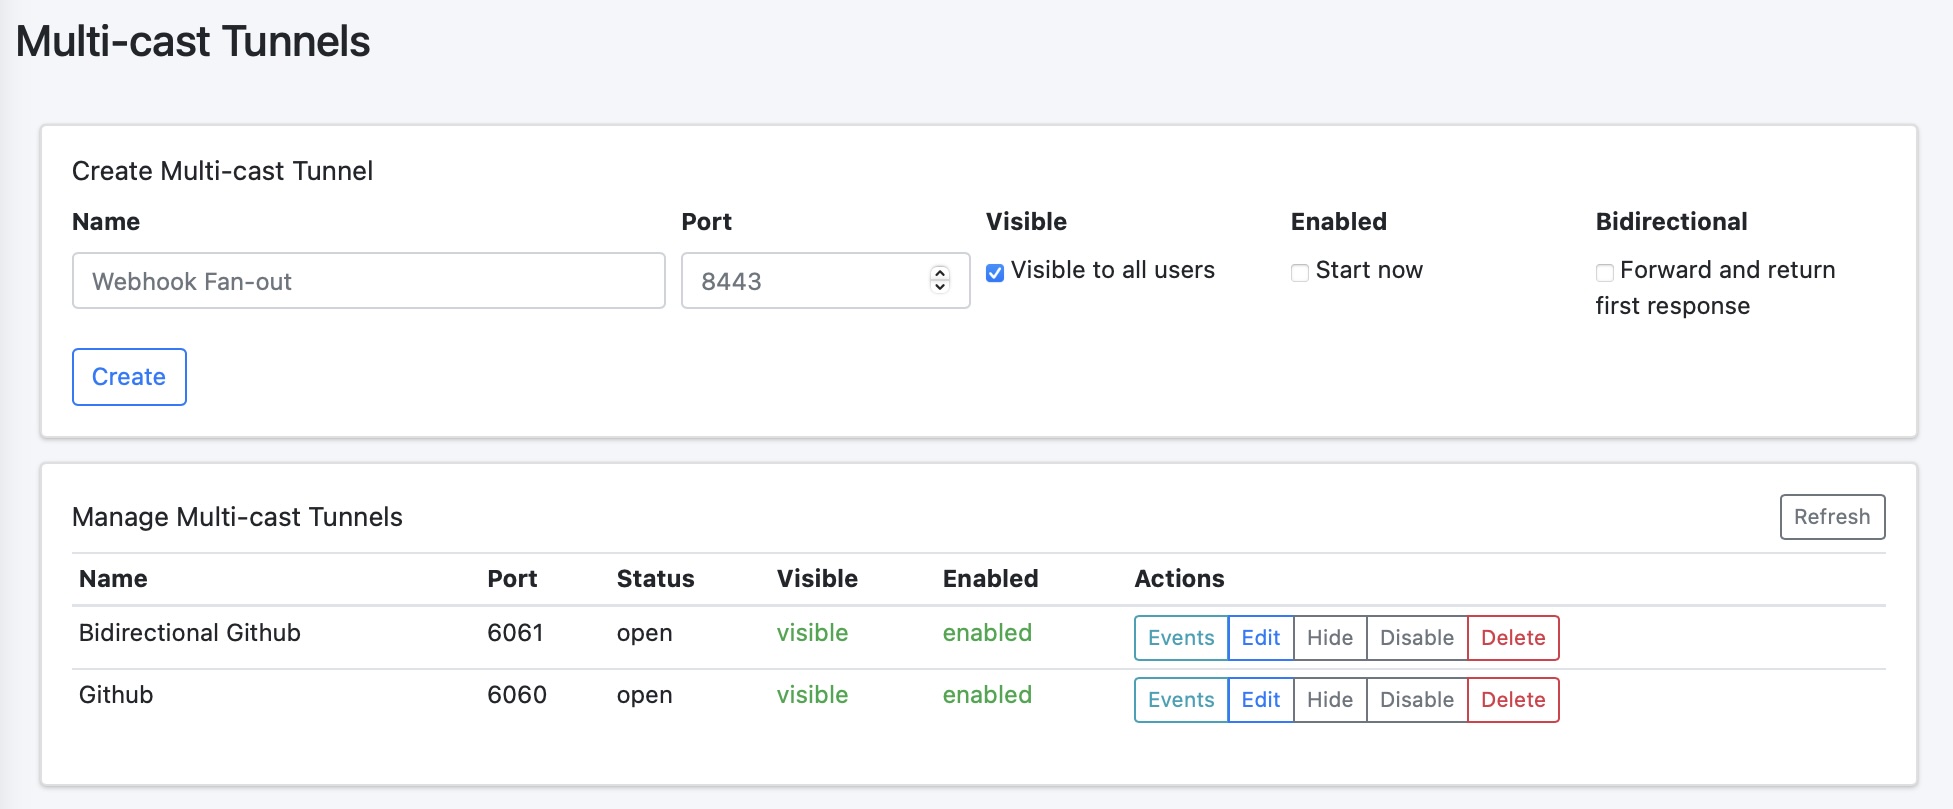 Multi-cast Tunnels
Create Multi-cast Tunnel
Name Port Visible Enabled Bidirectional
Webhook Fan-out 8443 Visible to all users Start now Forward and return
first response
Create
Manage Multi-cast Tunnels Refresh
Name Port Status Visible Enabled Actions
Bidirectional Github 6061 open visible enabled Events Edit Hide Disable Delete
Github 6060 open visible enabled Events Edit Hide Disable Delete